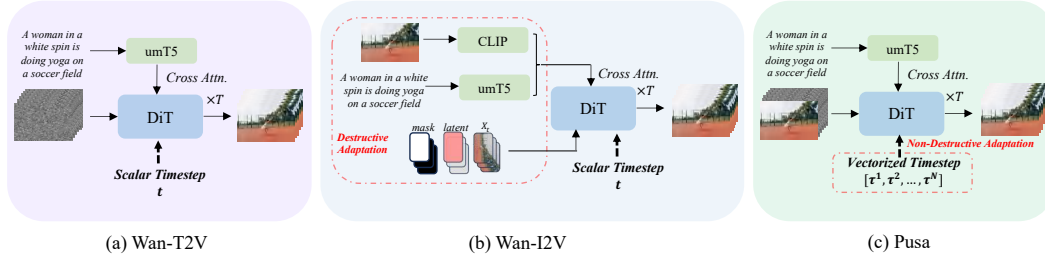 A woman in a
white spin is
doing yoga on
a soccer field
umT5
Cross Attn.
×T
DiT
Scalar Timestep
t
(a) Wan-T2V
CLIP
A woman in a white
spin is doing yoga
on a soccer field
umT5
Cross Attn.
×T
DiT
Destructive
Adaptation
mask
latent
X_t
Scalar Timestep
t
(b) Wan-I2V
A woman in a
white spin is
doing yoga on
a soccer field
umT5
Cross Attn.
×T
DiT
Non-Destructive Adaptation
Vectorized Timestep
[τ¹, τ², ..., τᴺ]
(c) Pusa